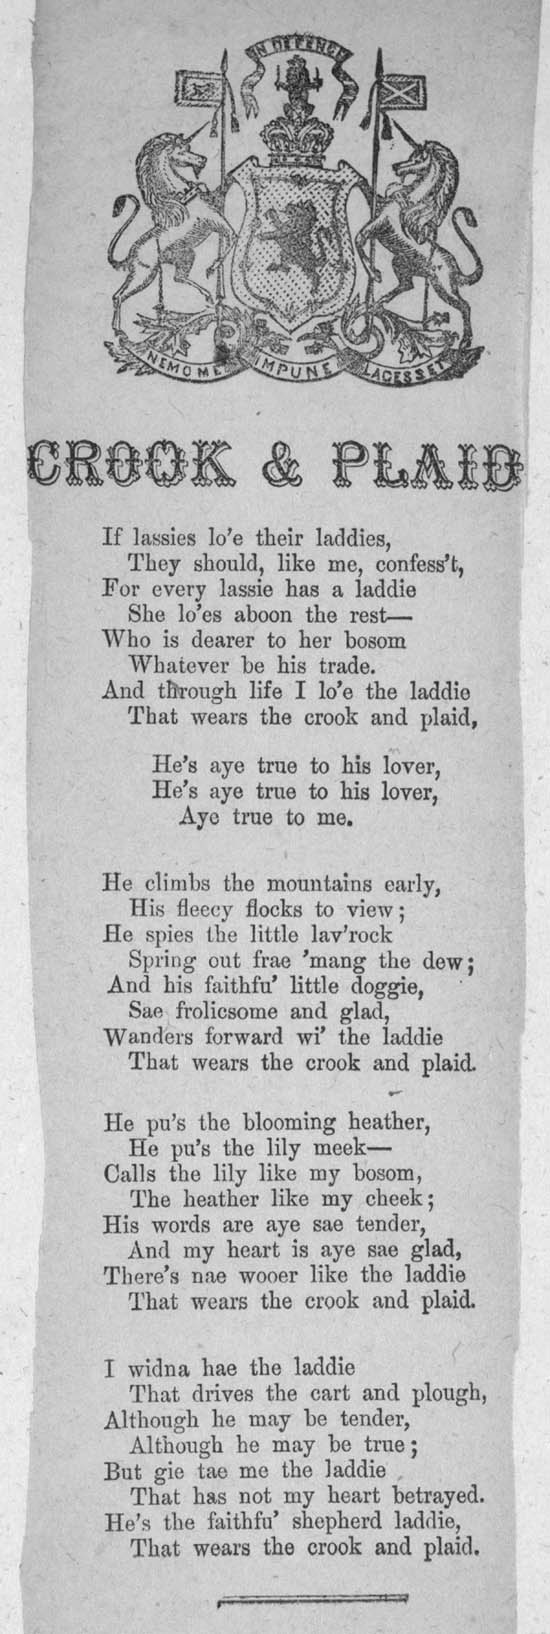 IN DEFENCE
NEMO ME IMPUNE LACESSET
CROOK & PLAID
If lassies lo'e their laddies,
They should, like me, confess't,
For every lassie has a laddie
She lo'es aboon the rest—
Who is dearer to her bosom
Whatever be his trade.
And through life I lo'e the laddie
That wears the crook and plaid,
He's aye true to his lover,
He's aye true to his lover,
Aye true to me.
He climbs the mountains early,
His fleecy flocks to view;
He spies the little lav'rock
Spring out frae 'mang the dew;
And his faithfu' little doggie,
Sae frolicsome and glad,
Wanders forward wi' the laddie
That wears the crook and plaid.
He pu's the blooming heather,
He pu's the lily meek—
Calls the lily like my bosom,
The heather like my cheek;
His words are aye sae tender,
And my heart is aye sae glad,
There's nae wooer like the laddie
That wears the crook and plaid.
I widna hae the laddie
That drives the cart and plough,
Although he may be tender,
Although he may be true;
But gie tae me the laddie
That has not my heart betrayed.
He's the faithfu' shepherd laddie,
That wears the crook and plaid.